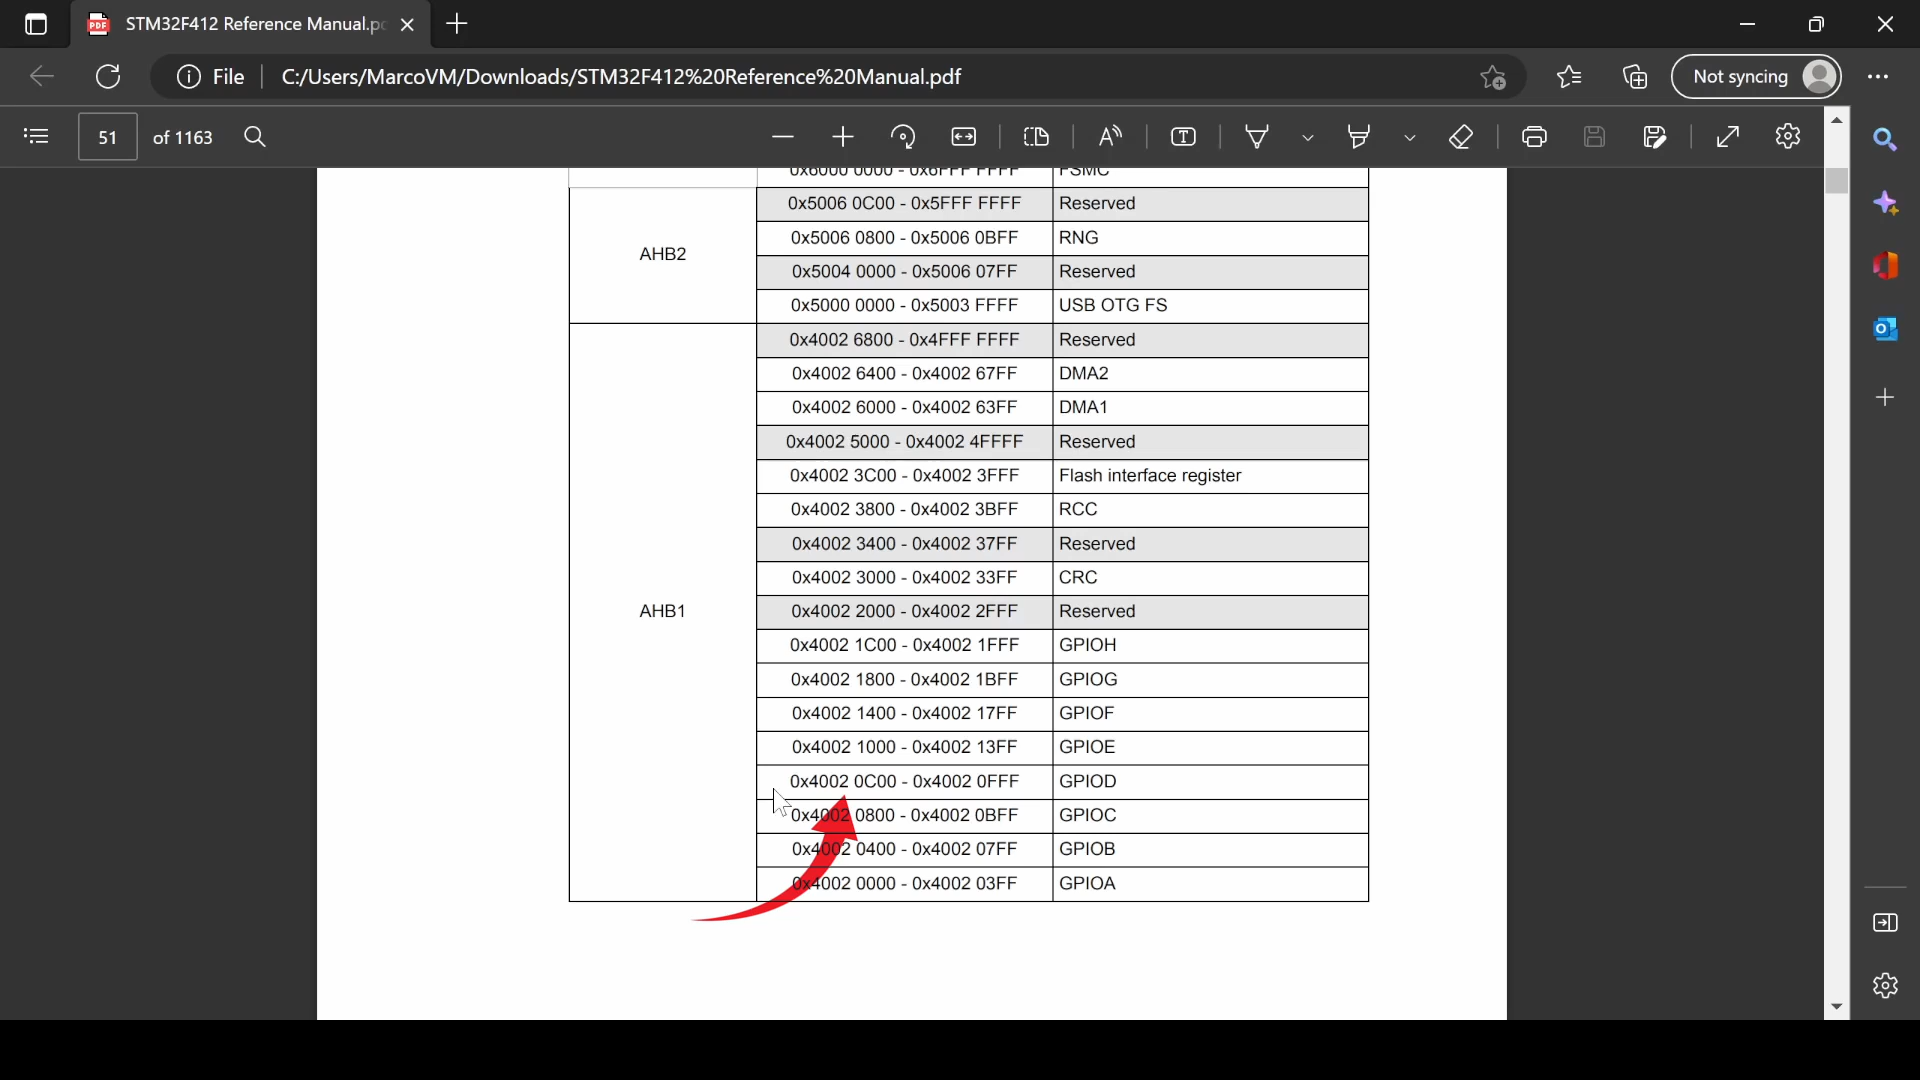 STM32F412 Reference Manual.pd
File
C:/Users/MarcoVM/Downloads/STM32F412%20Reference%20Manual.pdf
Not syncing
51 of 1163
0x6000 0000 - 0x6FFF FFFF FSMC
AHB2
0x5006 0C00 - 0x5FFF FFFF Reserved
0x5006 0800 - 0x5006 0BFF RNG
0x5004 0000 - 0x5006 07FF Reserved
0x5000 0000 - 0x5003 FFFF USB OTG FS
AHB1
0x4002 6800 - 0x4FFF FFFF Reserved
0x4002 6400 - 0x4002 67FF DMA2
0x4002 6000 - 0x4002 63FF DMA1
0x4002 5000 - 0x4002 4FFFF Reserved
0x4002 3C00 - 0x4002 3FFF Flash interface register
0x4002 3800 - 0x4002 3BFF RCC
0x4002 3400 - 0x4002 37FF Reserved
0x4002 3000 - 0x4002 33FF CRC
0x4002 2000 - 0x4002 2FFF Reserved
0x4002 1C00 - 0x4002 1FFF GPIOH
0x4002 1800 - 0x4002 1BFF GPIOG
0x4002 1400 - 0x4002 17FF GPIOF
0x4002 1000 - 0x4002 13FF GPIOE
0x4002 0C00 - 0x4002 0FFF GPIOD
0x4002 0800 - 0x4002 0BFF GPIOC
0x4002 0400 - 0x4002 07FF GPIOB
0x4002 0000 - 0x4002 03FF GPIOA